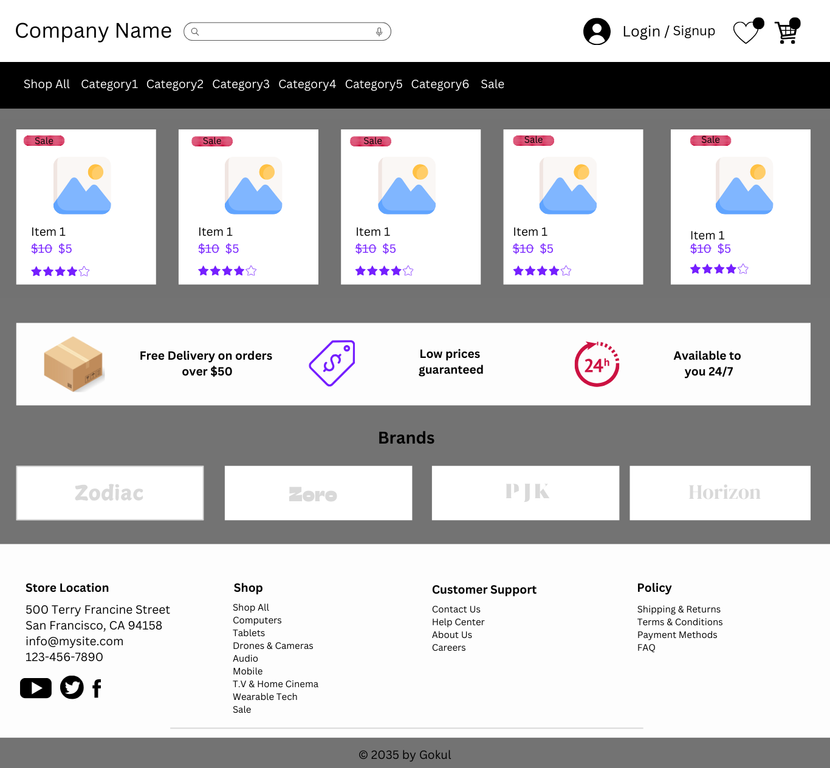 Company Name
Login / Signup
Shop All Category1 Category2 Category3 Category4 Category5 Category6 Sale
Sale Sale Sale Sale Sale
Item 1 Item 1 Item 1 Item 1 Item 1
$10 $5 $10 $5 $10 $5 $10 $5 $10 $5
Free Delivery on orders
over $50
$
Low prices
guaranteed
24h
Available to
you 24/7
Brands
Zodiac Zoro PJK Horizon
Store Location
500 Terry Francine Street
San Francisco, CA 94158
info@mysite.com
123-456-7890
f
Shop
Shop All
Computers
Tablets
Drones & Cameras
Audio
Mobile
T.V & Home Cinema
Wearable Tech
Sale
Customer Support
Contact Us
Help Center
About Us
Careers
Policy
Shipping & Returns
Terms & Conditions
Payment Methods
FAQ
© 2035 by Gokul